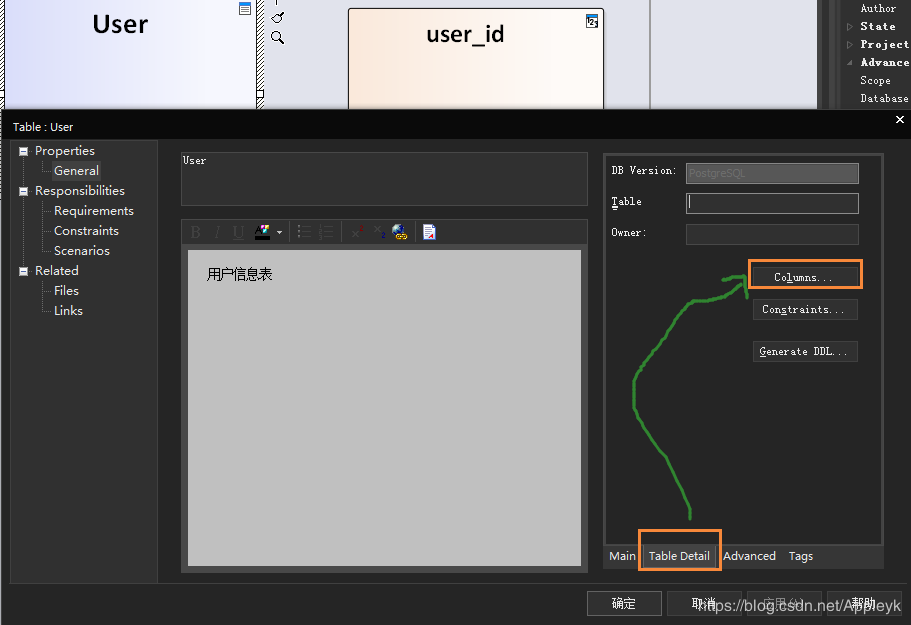 User
user_id
Author
State
Project
Advance
Scope
Database
Table : User
Properties
General
Responsibilities
Requirements
Constraints
Scenarios
Related
Files
Links
User
B I U
用户信息表
DB Version: PostgreSQL
Table
Owner:
Columns...
Constraints...
Generate DDL...
Main Table Detail Advanced Tags
确定 取消 应用(A) 帮助
https://blog.csdn.net/Appleyk